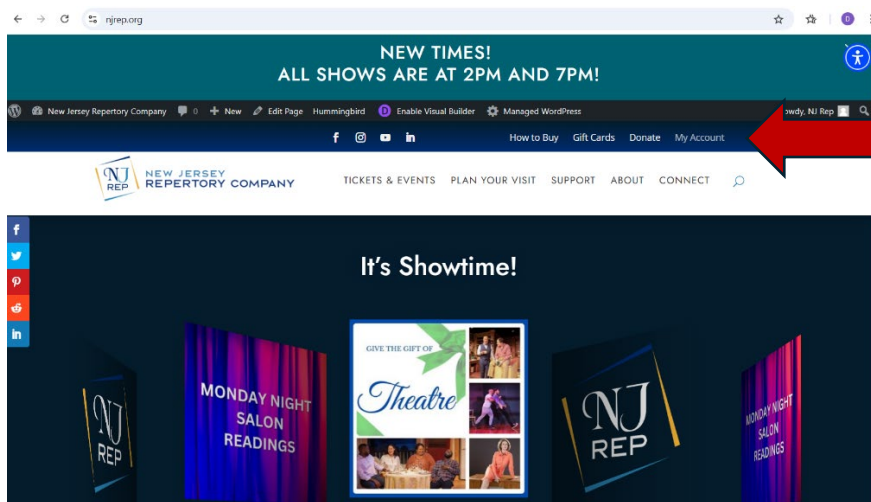 njrep.org
D
NEW TIMES!
ALL SHOWS ARE AT 2PM AND 7PM!
New Jersey Repertory Company 0 + New Edit Page Hummingbird D Enable Visual Builder Managed WordPress owdy, NJ Rep
f in How to Buy Gift Cards Donate My Account
NJ
REP
NEW JERSEY
REPERTORY COMPANY
TICKETS & EVENTS PLAN YOUR VISIT SUPPORT ABOUT CONNECT
f
in
It's Showtime!
NJ
REP
MONDAY NIGHT
SALON
READINGS
GIVE THE GIFT OF
Theatre
NJ
REP
MONDAY NIGHT
SALON
READINGS